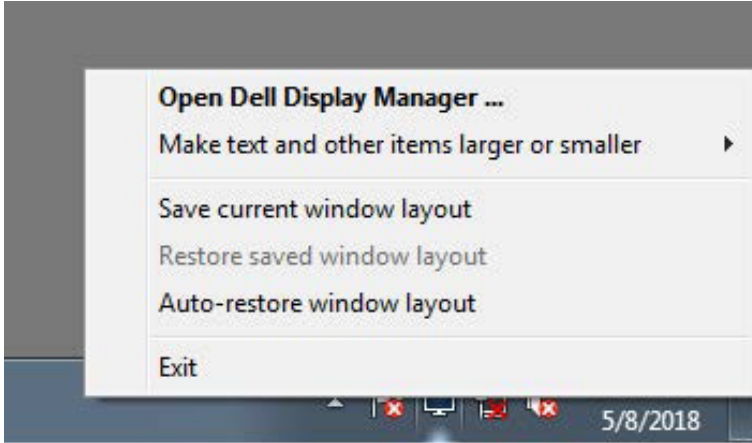 Open Dell Display Manager ...
Make text and other items larger or smaller
Save current window layout
Restore saved window layout
Auto-restore window layout
Exit
5/8/2018